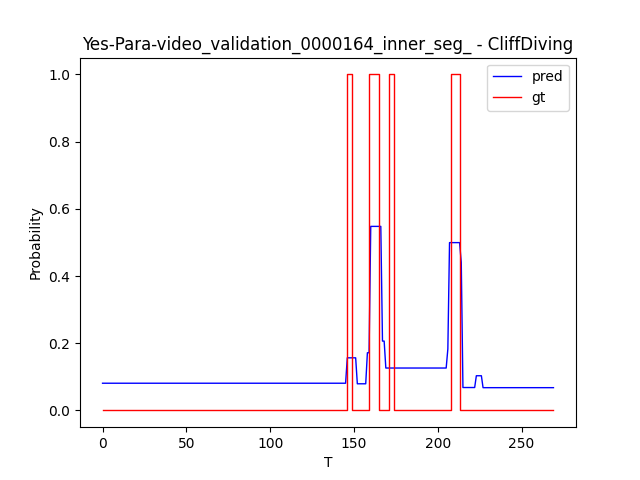 Yes-Para-video_validation_0000164_inner_seg_ - CliffDiving
pred
gt
Probability
1.0
0.8
0.6
0.4
0.2
0.0
0
50
100
150
200
250
T